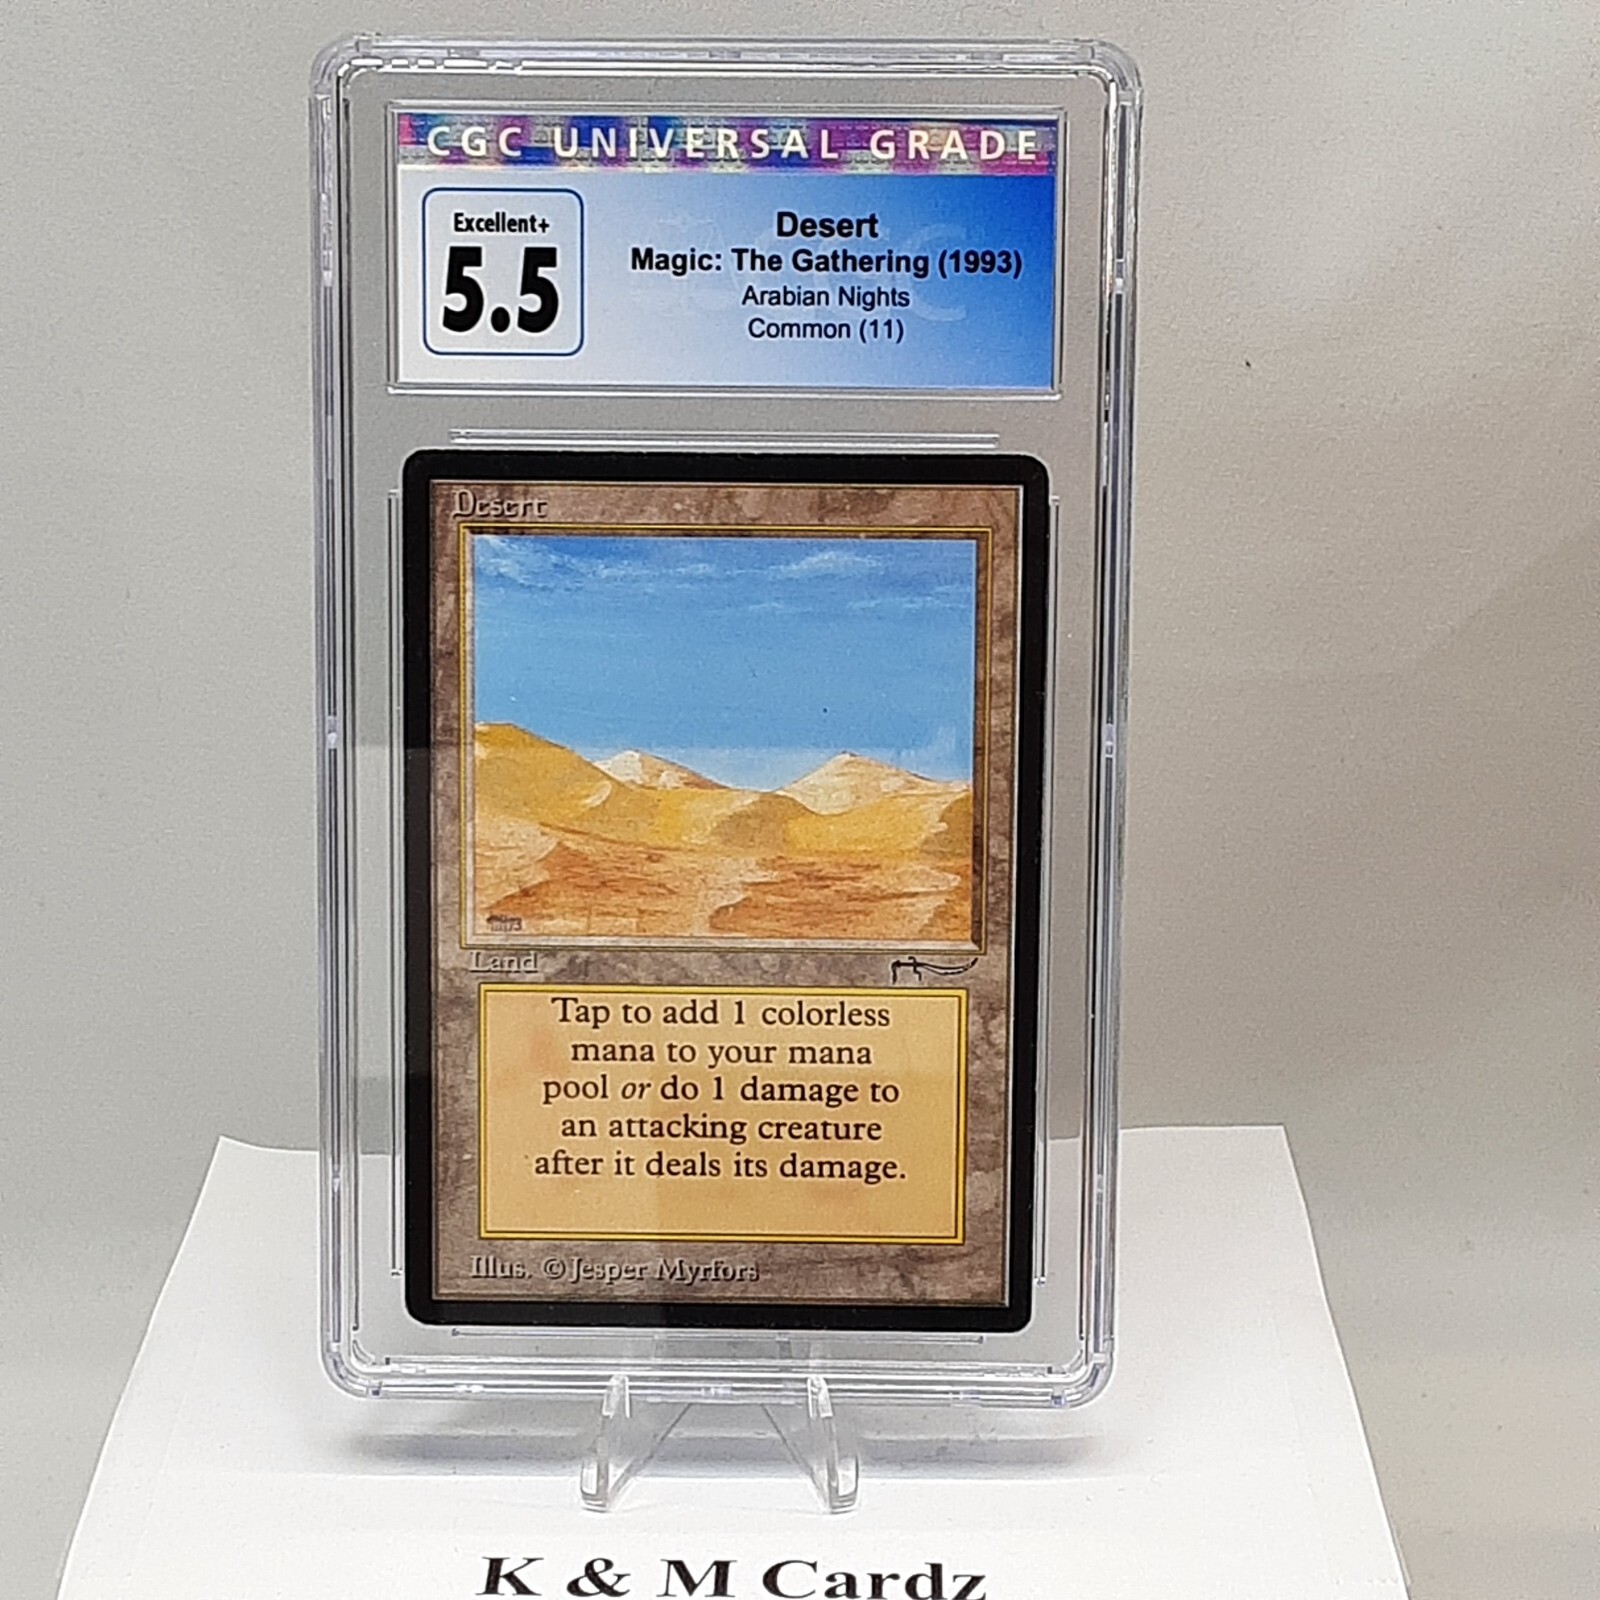 CGC UNIVERSAL GRADE
Excellent+
5.5
Desert
Magic: The Gathering (1993)
Arabian Nights
Common (11)
Desert
Land
Tap to add 1 colorless
mana to your mana
pool or do 1 damage to
an attacking creature
after it deals its damage.
Illus. © Jesper Myrfors
K & M Cardz